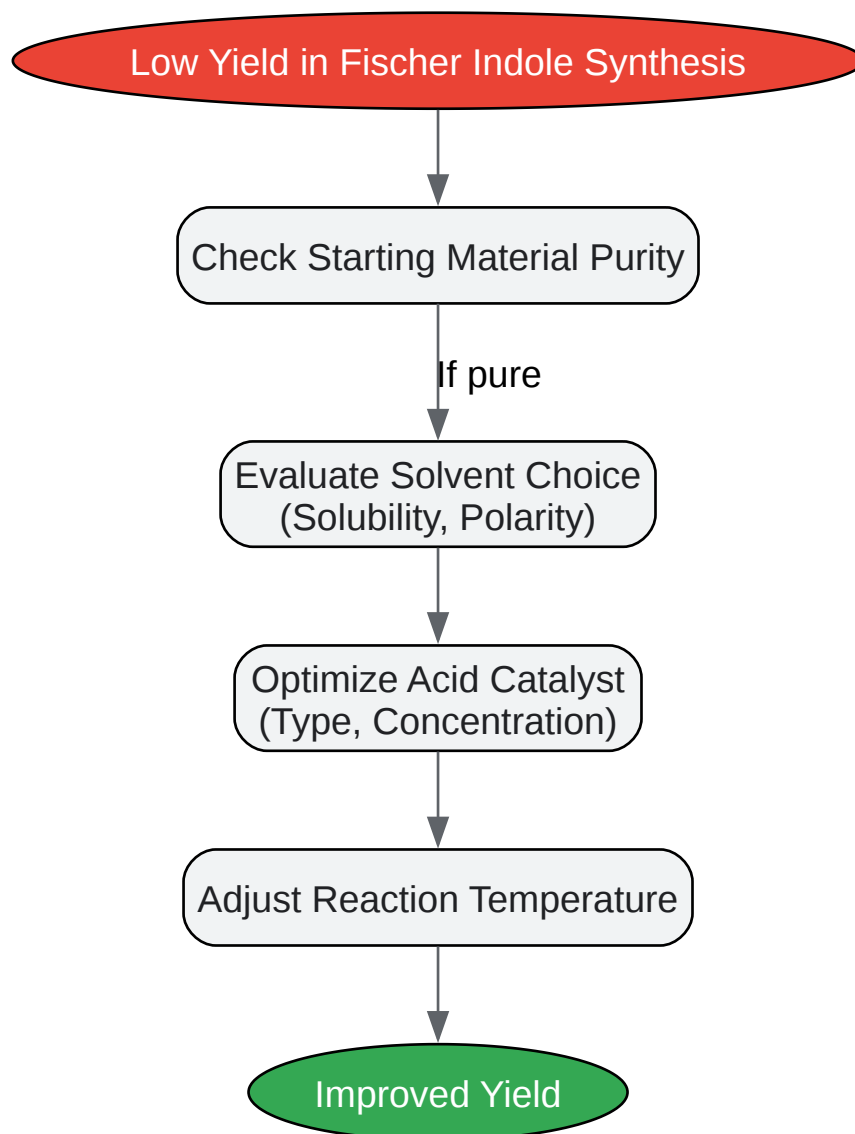 Low Yield in Fischer Indole Synthesis
Check Starting Material Purity
If pure
Evaluate Solvent Choice
(Solubility, Polarity)
Optimize Acid Catalyst
(Type, Concentration)
Adjust Reaction Temperature
Improved Yield